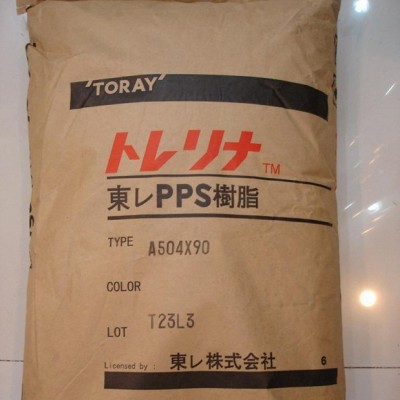 'TORAY'
トレリナ™
東レPPS樹脂
TYPE A504X90
COLOR
LOT T23L3
Licensed by : 東レ株式会社 6